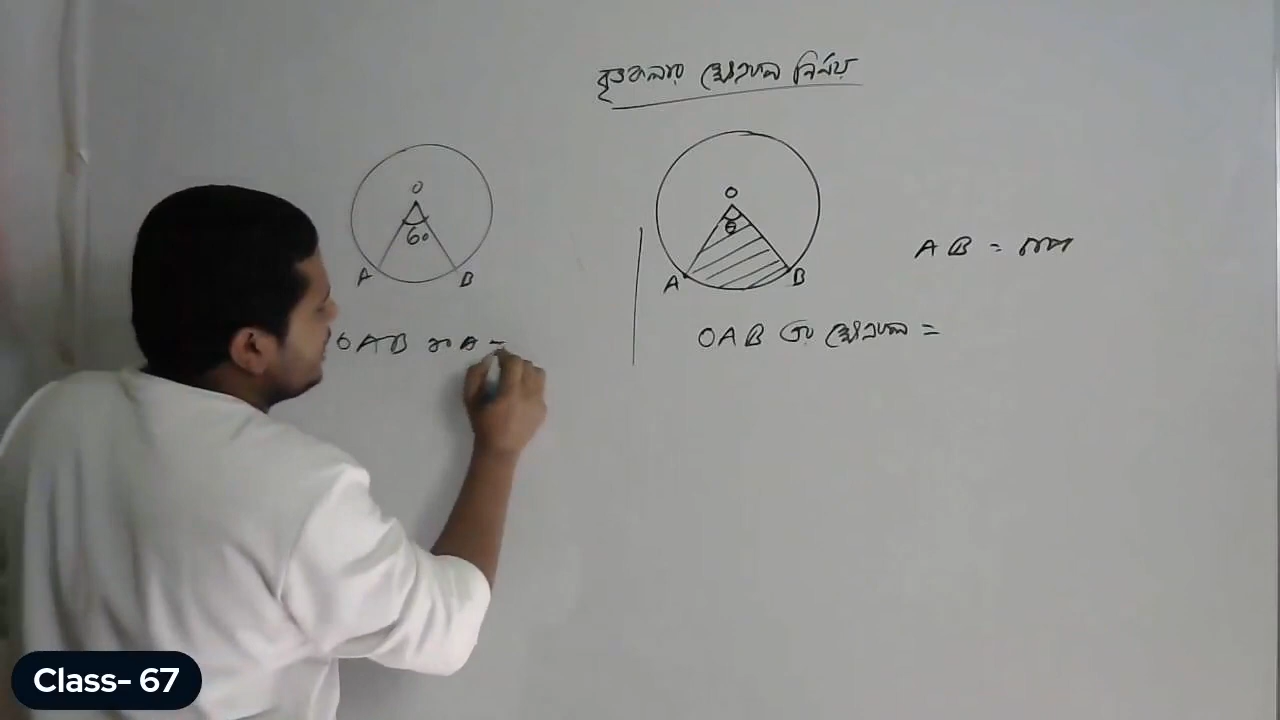 বৃত্তকলার ক্ষেত্রফল নির্ণয়
O
60
A B
O
θ
A B
AB = চাপ
OAB এর ক্ষেত্রফল =
OAB =
Class- 67